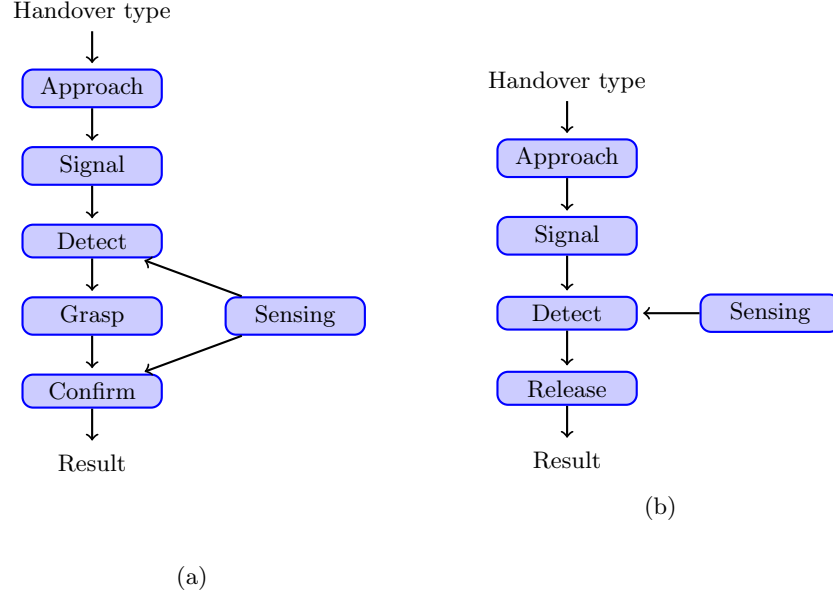 Handover type
Approach
Signal
Detect
Grasp
Sensing
Confirm
Result
(a)
Handover type
Approach
Signal
Detect
Sensing
Release
Result
(b)